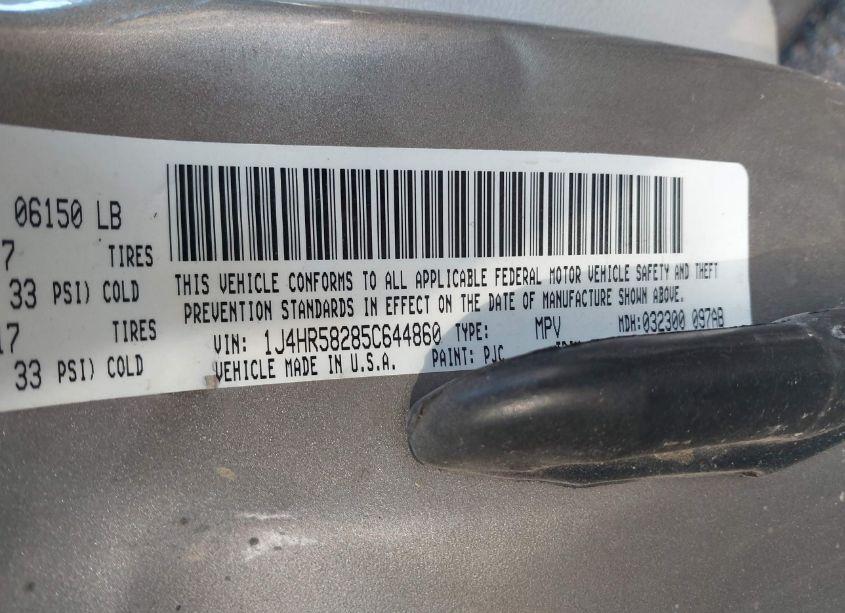 06150 LB
7 TIRES
33 PSI) COLD
17 TIRES
33 PSI) COLD
THIS VEHICLE CONFORMS TO ALL APPLICABLE FEDERAL MOTOR VEHICLE SAFETY AND THEFT
PREVENTION STANDARDS IN EFFECT ON THE DATE OF MANUFACTURE SHOWN ABOVE.
VIN: 1J4HR58285C644860 TYPE: MPV MDH:032300 097AB
VEHICLE MADE IN U.S.A. PAINT: PJC